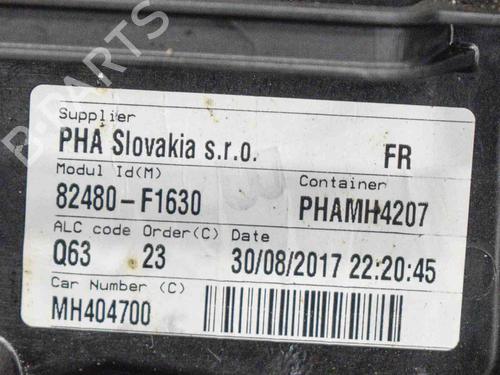 B-PARTS
Supplier
PHA Slovakia s.r.o. FR
Modul Id(M) Container
82480-F1630 PHAMH4207
ALC code Order(C) Date
Q63 23 30/08/2017 22:20:45
Car Number (C)
MH404700